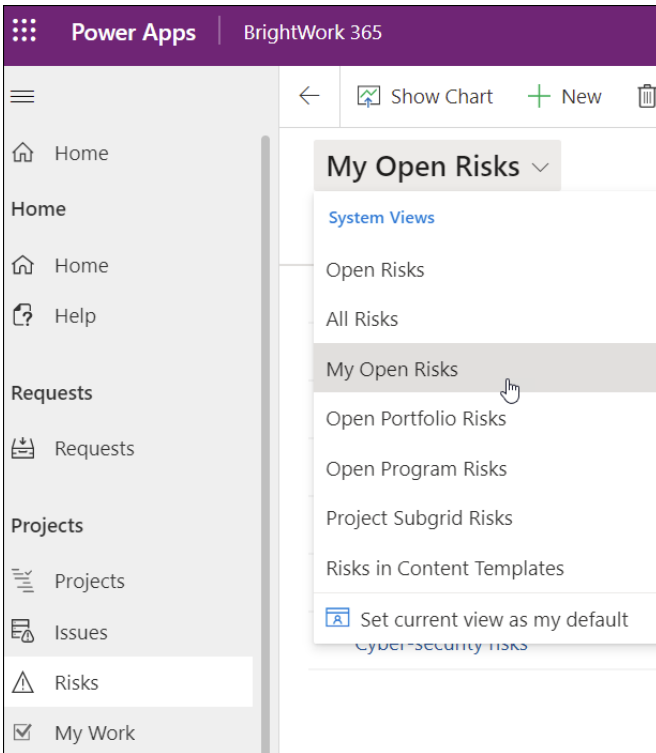 Power Apps
BrightWork 365
Show Chart
New
Home
Home
Home
Help
Requests
Requests
Projects
Projects
Issues
Risks
My Work
My Open Risks
System Views
Open Risks
All Risks
My Open Risks
Open Portfolio Risks
Open Program Risks
Project Subgrid Risks
Risks in Content Templates
Set current view as my default
Cyber-security risks